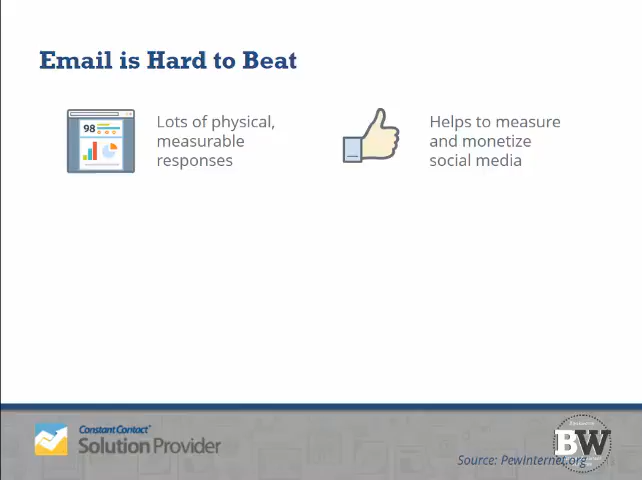 Email is Hard to Beat
98
Lots of physical,
measurable
responses
Helps to measure
and monetize
social media
Constant Contact
Solution Provider
BW
Source: PewInternet.org